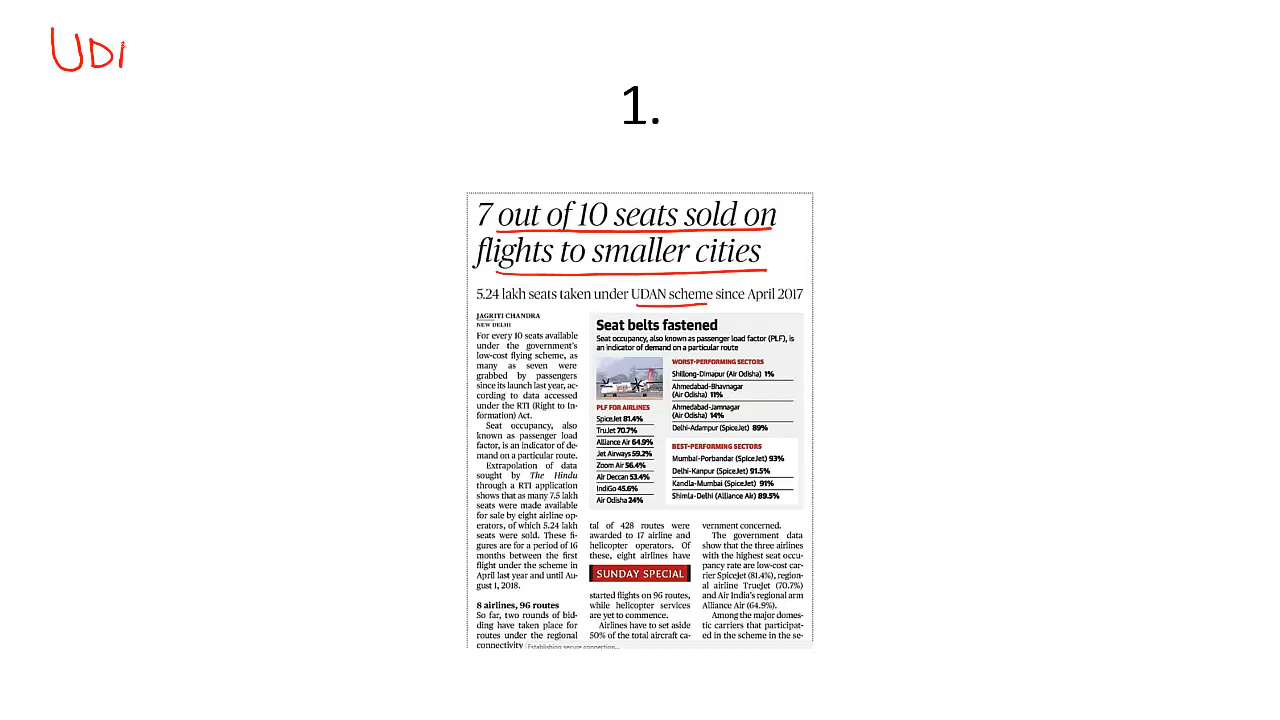 UDI
1.
7 out of 10 seats sold on
flights to smaller cities
5.24 lakh seats taken under UDAN scheme since April 2017
JAGRITI CHANDRA
NEW DELHI
For every 10 seats available
under the government's
low-cost flying scheme, as
many as seven were
grabbed by passengers
since its launch last year, ac-
cording to data accessed
under the RTI (Right to In-
formation) Act.
Seat occupancy, also
known as passenger load
factor, is an indicator of de-
mand on a particular route.
Extrapolation of data
sought by The Hindu
through a RTI application
shows that as many 7.5 lakh
seats were made available
for sale by eight airline op-
erators, of which 5.24 lakh
seats were sold. These fi-
gures are for a period of 16
months between the first
flight under the scheme in
April last year and until Au-
gust 1, 2018.
8 airlines, 96 routes
So far, two rounds of bid-
ding have taken place for
routes under the regional
connectivity
Seat belts fastened
Seat occupancy, also known as passenger load factor (PLF), is
an indicator of demand on a particular route
PLF FOR AIRLINES
SpiceJet 81.4%
TruJet 70.7%
Alliance Air 64.9%
Jet Airways 59.2%
Zoom Air 56.4%
Air Deccan 53.4%
IndiGo 45.6%
Air Odisha 24%
WORST-PERFORMING SECTORS
Shillong-Dimapur (Air Odisha) 1%
Ahmedabad-Bhavnagar
(Air Odisha) 11%
Ahmedabad-Jamnagar
(Air Odisha) 14%
Delhi-Adampur (SpiceJet) 89%
BEST-PERFORMING SECTORS
Mumbai-Porbandar (SpiceJet) 93%
Delhi-Kanpur (SpiceJet) 91.5%
Kandla-Mumbai (SpiceJet) 91%
Shimla-Delhi (Alliance Air) 89.5%
tal of 428 routes were
awarded to 17 airline and
helicopter operators. Of
these, eight airlines have
SUNDAY SPECIAL
started flights on 96 routes,
while helicopter services
are yet to commence.
Airlines have to set aside
50% of the total aircraft ca-
vernment concerned.
The government data
show that the three airlines
with the highest seat occu-
pancy rate are low-cost car-
rier SpiceJet (81.4%), region-
al airline TrueJet (70.7%)
and Air India's regional arm
Alliance Air (64.9%).
Among the major domes-
tic carriers that participat-
ed in the scheme in the se-
Establishing secure connection...